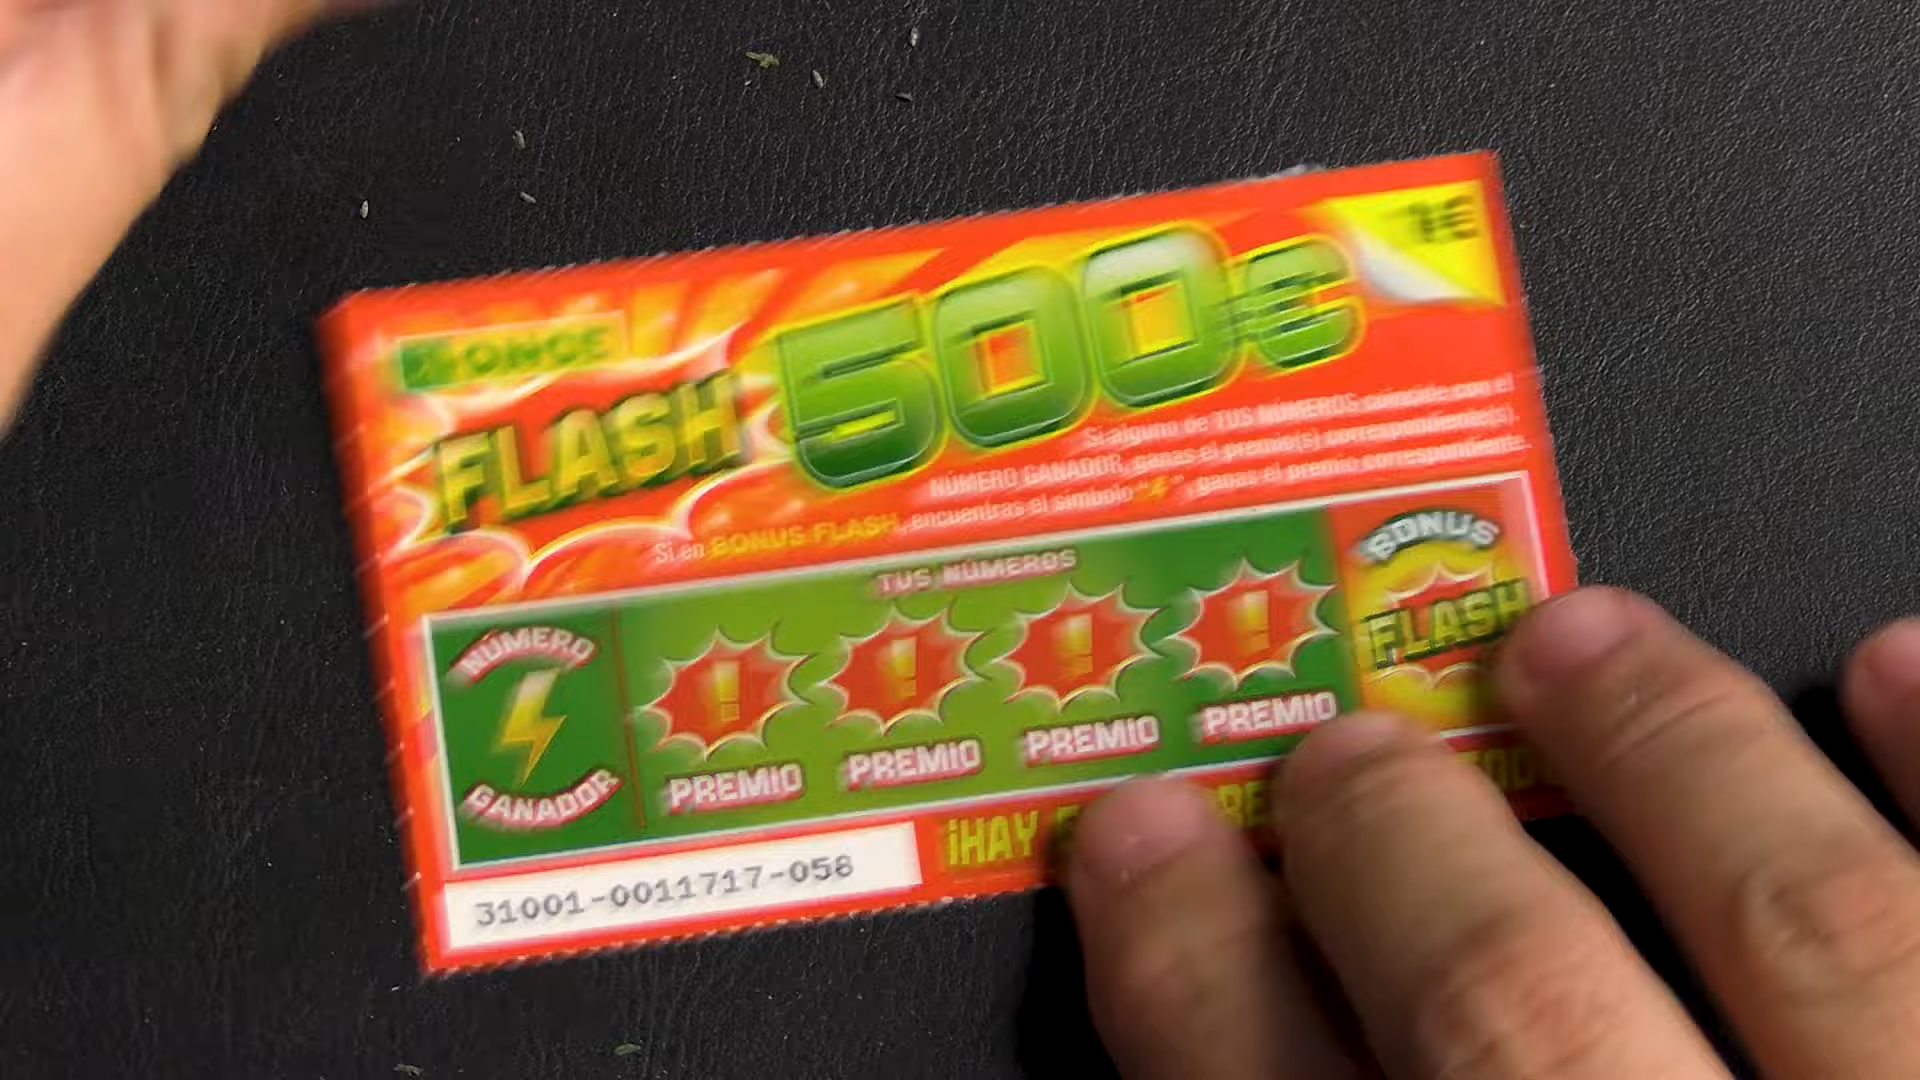 1€
ONCE
FLASH 500€
Si alguno de TUS NÚMEROS coincide con el
NÚMERO GANADOR, ganas el premio(s) correspondiente(s).
Si en BONUS FLASH, encuentras el símbolo " ", ganas el premio correspondiente.
TUS NÚMEROS
BONUS
FLASH
NÚMERO
GANADOR
! ! ! !
PREMIO PREMIO PREMIO PREMIO
¡HAY
31001-0011717-058